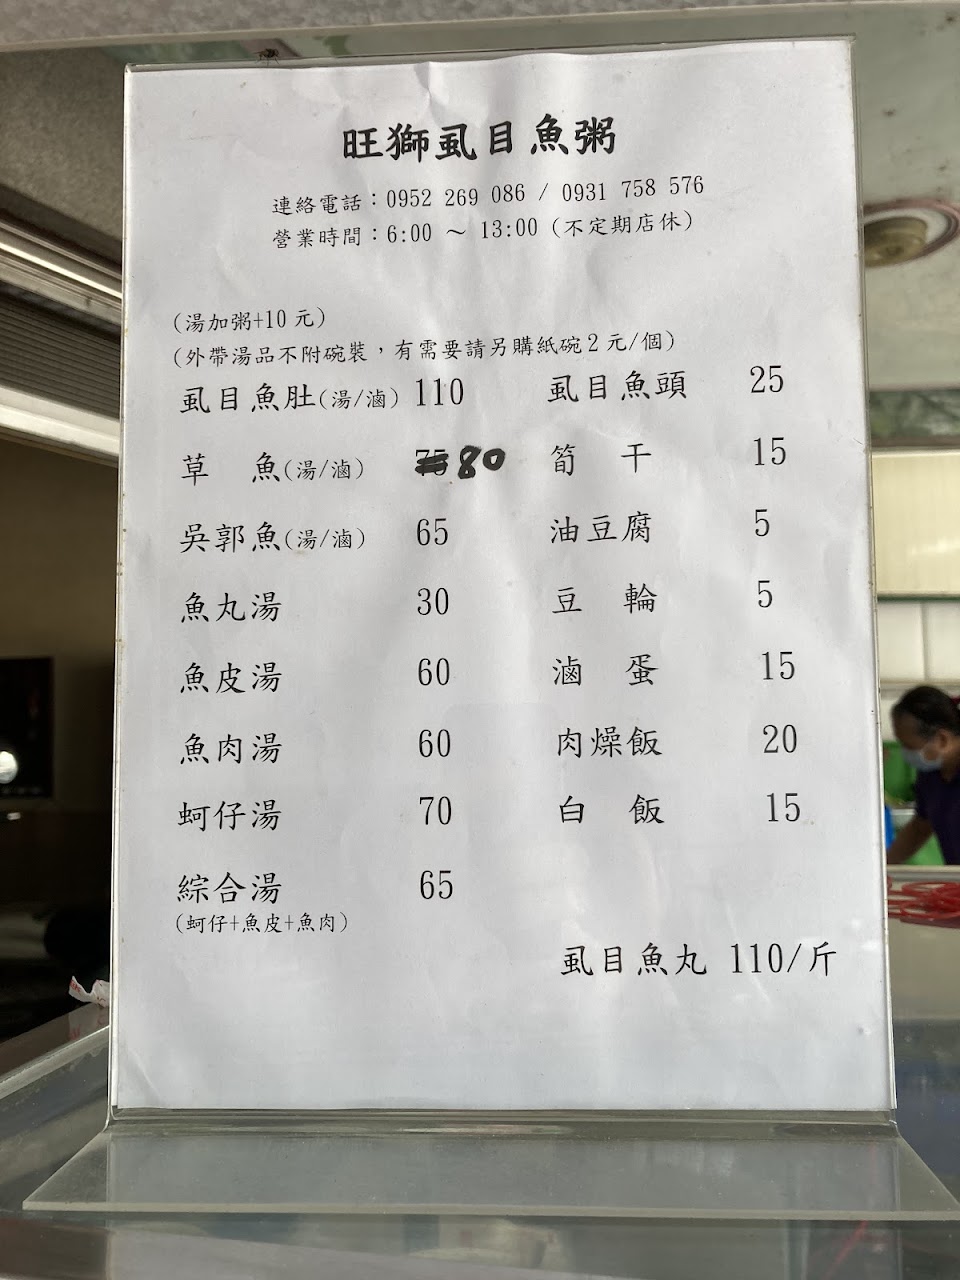 旺獅虱目魚粥
連絡電話：0952 269 086 / 0931 758 576
營業時間：6:00 ～ 13:00 (不定期店休)
(湯加粥+10 元)
(外帶湯品不附碗裝，有需要請另購紙碗 2 元/個)
虱目魚肚(湯/滷) 110 虱目魚頭 25
草 魚(湯/滷) 75 80 筍 干 15
吳郭魚(湯/滷) 65 油豆腐 5
魚丸湯 30 豆 輪 5
魚皮湯 60 滷 蛋 15
魚肉湯 60 肉燥飯 20
蚵仔湯 70 白 飯 15
綜合湯 65
(蚵仔+魚皮+魚肉)
虱目魚丸 110/斤